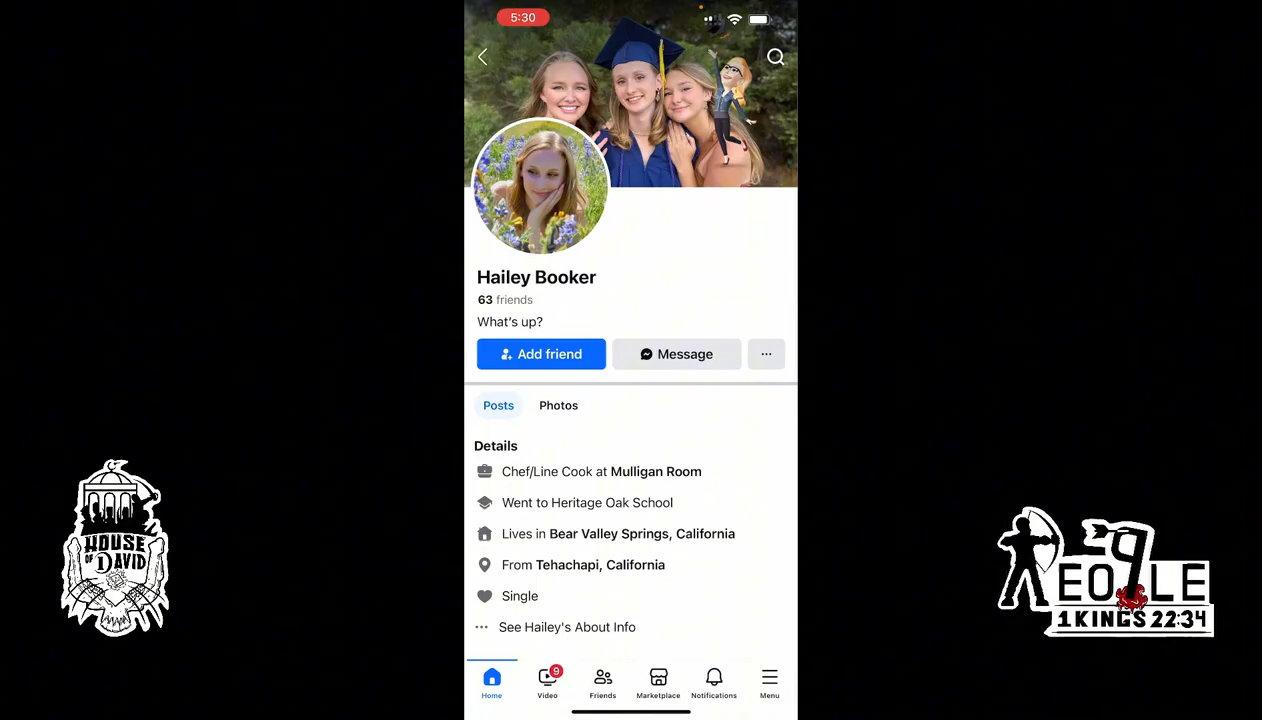 5:30
Hailey Booker
63 friends
What's up?
Add friend
Message
Posts
Photos
Details
Chef/Line Cook at Mulligan Room
Went to Heritage Oak School
Lives in Bear Valley Springs, California
From Tehachapi, California
Single
See Hailey's About Info
HOUSE
OF DAVID
PEOPLE
1 KINGS 22:34
9
Home
Video
Friends
Marketplace
Notifications
Menu